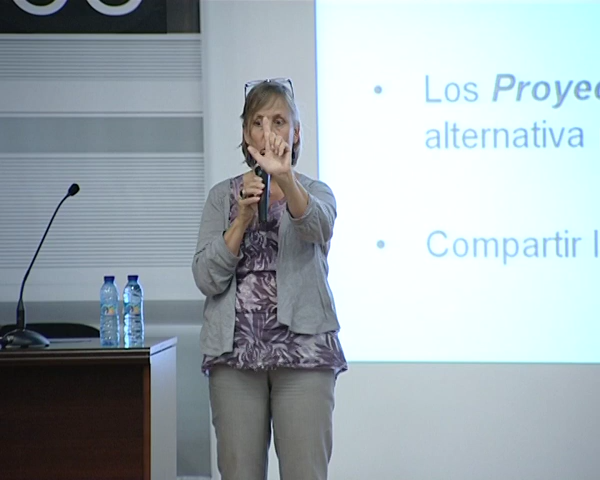 • Los Proyec
alternativa
• Compartir l